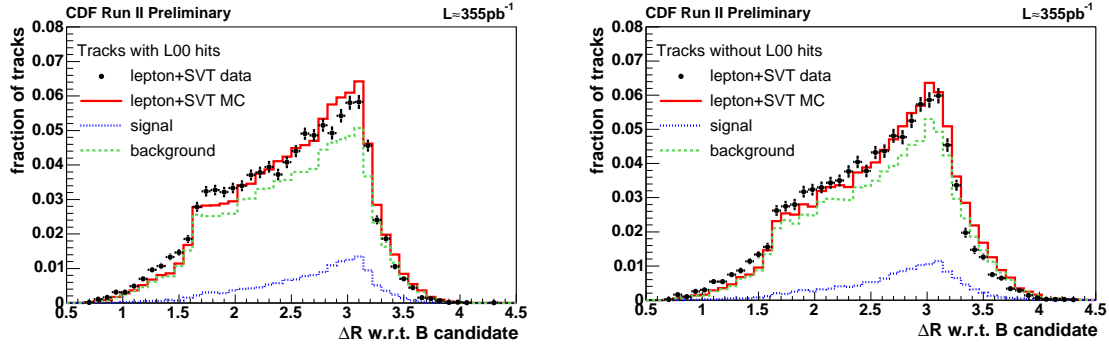 CDF Run II Preliminary
L≈355pb⁻¹
fraction of tracks
0.07
0.06
0.05
0.04
0.03
0.02
0.01
0
Tracks with L00 hits
lepton+SVT data
lepton+SVT MC
signal
background
0.5 1 1.5 2 2.5 3 3.5 4 4.5
ΔR w.r.t. B candidate
CDF Run II Preliminary
L≈355pb⁻¹
fraction of tracks
0.07
0.06
0.05
0.04
0.03
0.02
0.01
0
Tracks without L00 hits
lepton+SVT data
lepton+SVT MC
signal
background
0.5 1 1.5 2 2.5 3 3.5 4 4.5
ΔR w.r.t. B candidate